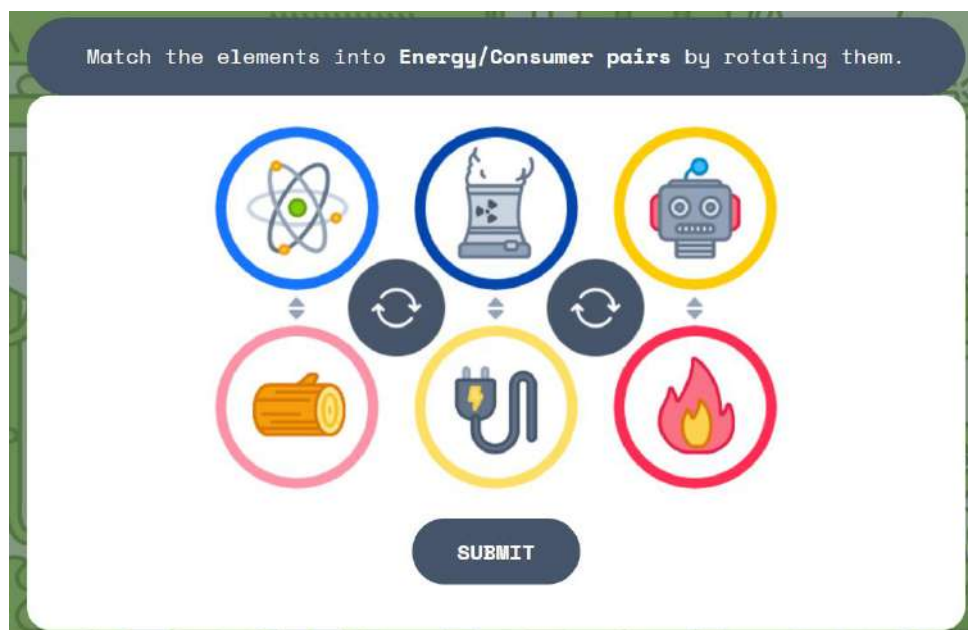 Match the elements into Energy/Consumer pairs by rotating them.
SUBMIT